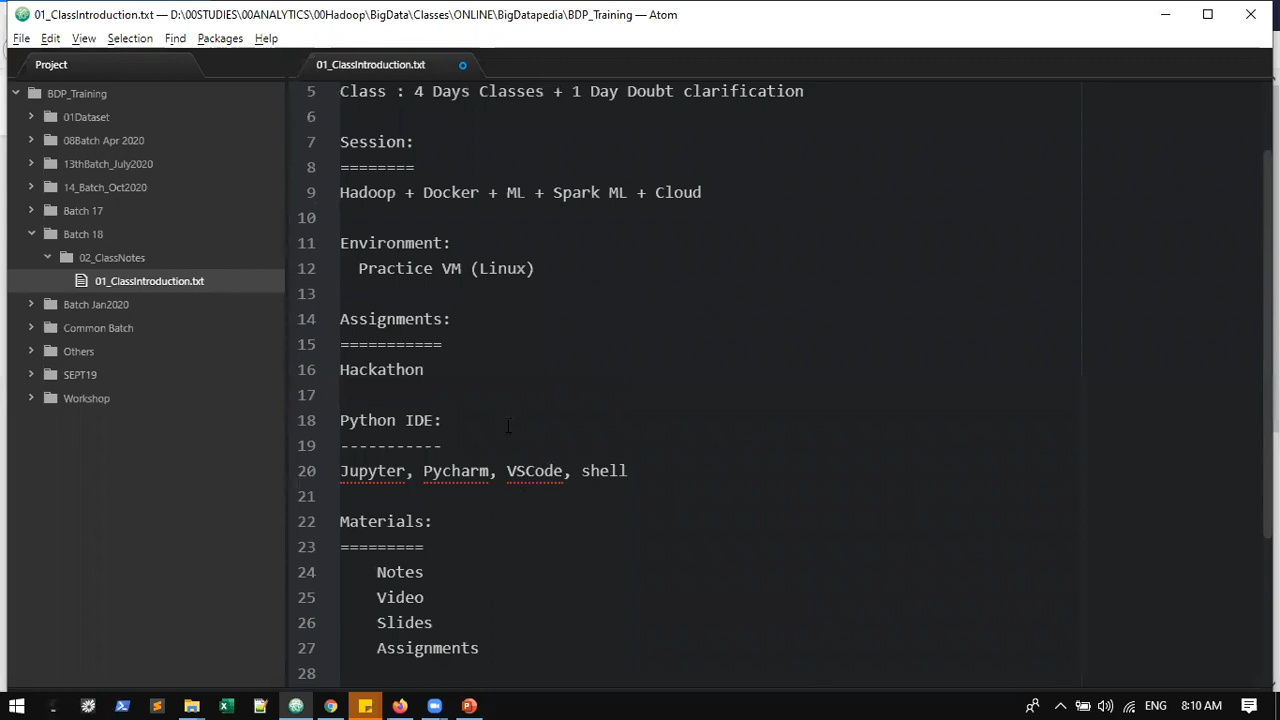 01_ClassIntroduction.txt — D:\00STUDIES\00ANALYTICS\00Hadoop\BigData\Classes\ONLINE\BigDatapedia\BDP_Training — Atom
File Edit View Selection Find Packages Help
Project
BDP_Training
01Dataset
08Batch Apr 2020
13thBatch_July2020
14_Batch_Oct2020
Batch 17
Batch 18
02_ClassNotes
01_ClassIntroduction.txt
Batch Jan2020
Common Batch
Others
SEPT19
Workshop
01_ClassIntroduction.txt
5 Class : 4 Days Classes + 1 Day Doubt clarification
6
7 Session:
8 ========
9 Hadoop + Docker + ML + Spark ML + Cloud
10
11 Environment:
12 Practice VM (Linux)
13
14 Assignments:
15 ===========
16 Hackathon
17
18 Python IDE:
19 -----------
20 Jupyter, Pycharm, VSCode, shell
21
22 Materials:
23 =========
24 Notes
25 Video
26 Slides
27 Assignments
28
ENG 8:10 AM